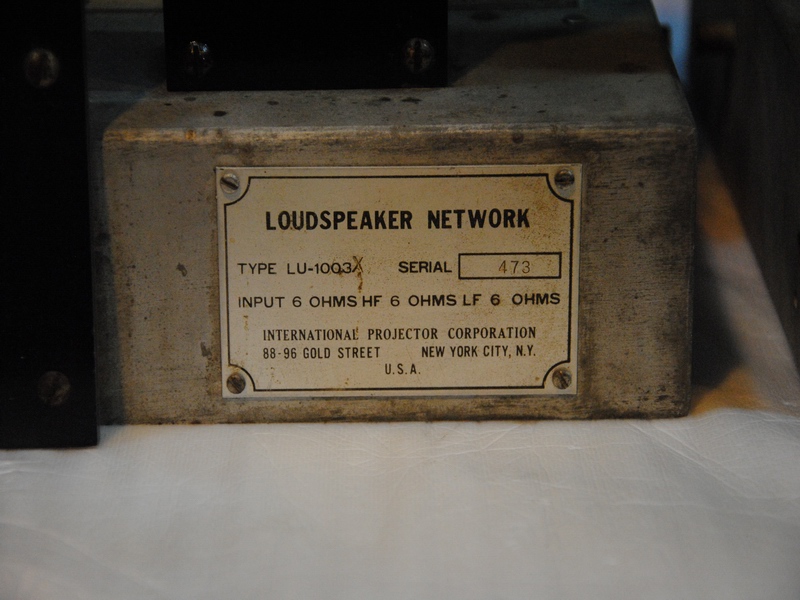 LOUDSPEAKER NETWORK
TYPE LU-1003X SERIAL 473
INPUT 6 OHMS HF 6 OHMS LF 6 OHMS
INTERNATIONAL PROJECTOR CORPORATION
88-96 GOLD STREET NEW YORK CITY, N.Y.
U.S.A.